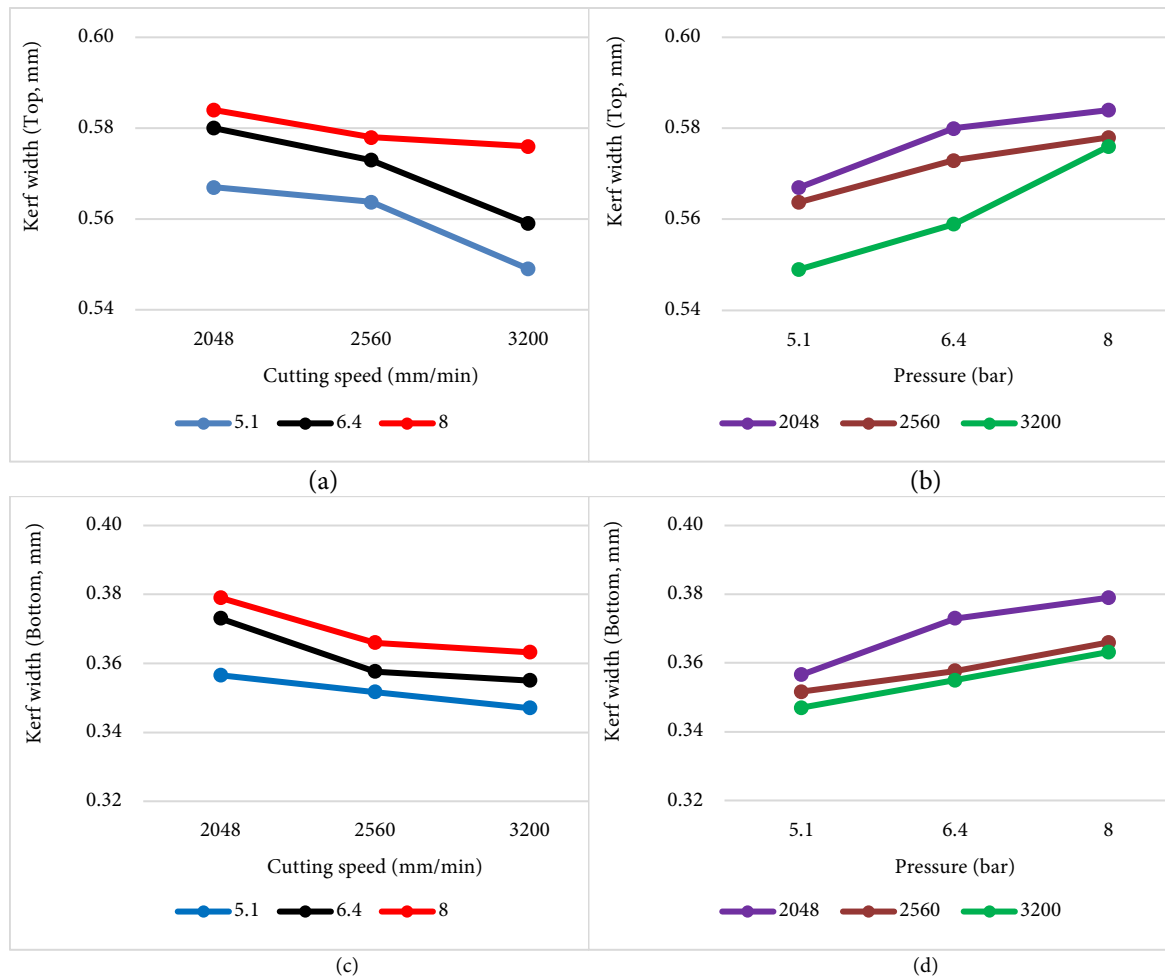 Kerf width (Top, mm)
0.60
0.58
0.56
0.54
2048 2560 3200
Cutting speed (mm/min)
5.1 6.4 8
(a)
Kerf width (Top, mm)
0.60
0.58
0.56
0.54
5.1 6.4 8
Pressure (bar)
2048 2560 3200
(b)
Kerf width (Bottom, mm)
0.40
0.38
0.36
0.34
0.32
2048 2560 3200
Cutting speed (mm/min)
5.1 6.4 8
(c)
Kerf width (Bottom, mm)
0.40
0.38
0.36
0.34
0.32
5.1 6.4 8
Pressure (bar)
2048 2560 3200
(d)